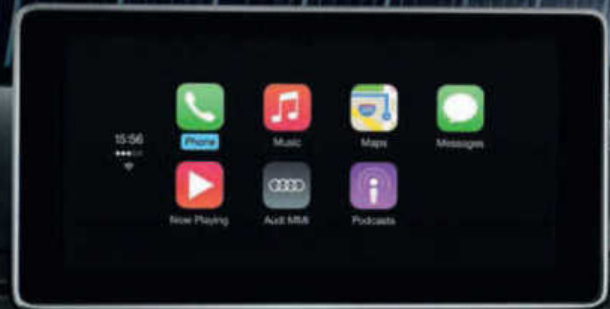 15:56
Phone
Music
Maps
Messages
Now Playing
Audi MMI
Podcasts